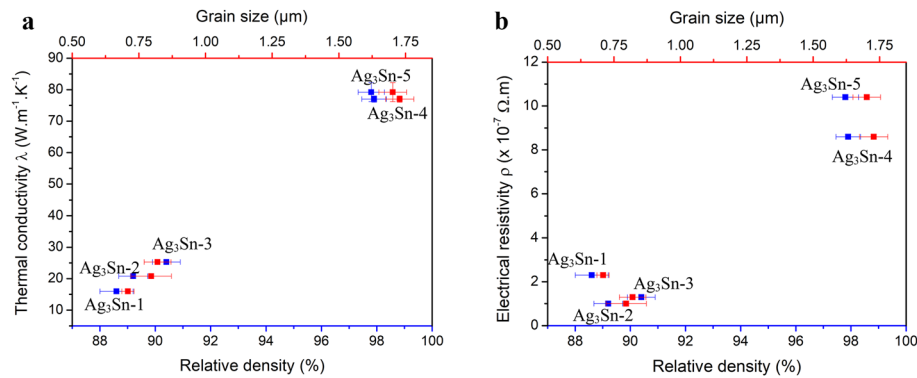 a
Grain size (µm)
0.50 0.75 1.00 1.25 1.50 1.75
Thermal conductivity λ (W.m⁻¹.K⁻¹)
90
80
70
60
50
40
30
20
10
Ag₃Sn-5
Ag₃Sn-4
Ag₃Sn-3
Ag₃Sn-2
Ag₃Sn-1
88 90 92 94 96 98 100
Relative density (%)
b
Grain size (µm)
0.50 0.75 1.00 1.25 1.50 1.75
Electrical resistivity ρ (x 10⁻⁷ Ω.m)
12
10
8
6
4
2
0
Ag₃Sn-5
Ag₃Sn-4
Ag₃Sn-1
Ag₃Sn-3
Ag₃Sn-2
88 90 92 94 96 98 100
Relative density (%)